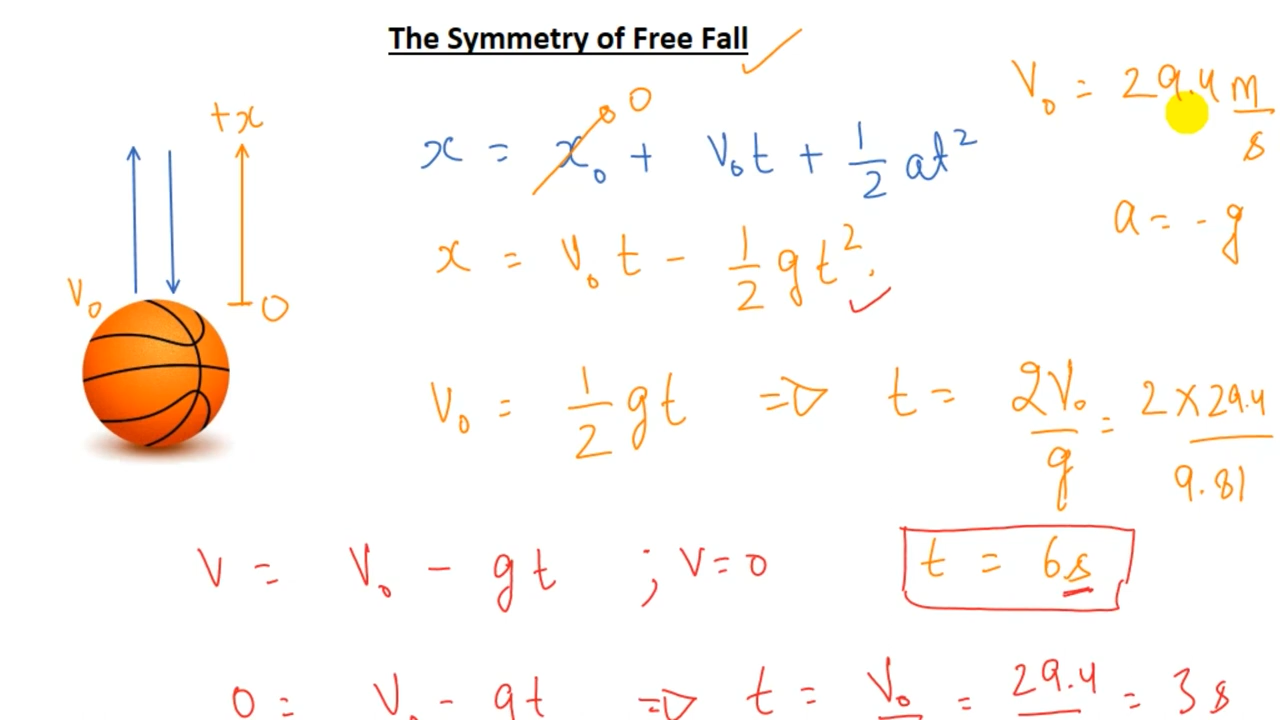 The Symmetry of Free Fall
V₀ = 29.4 m/s
+x
0
x = x₀ + V₀t + 1/2 at²
a = -g
x = V₀t - 1/2 gt².
V₀
0
V₀ = 1/2 gt => t = 2V₀/g = 2 × 29.4/9.81
V = V₀ - gt ; V = 0
t = 6s
0 = V₀ - gt => t = V₀ = 29.4 = 3s